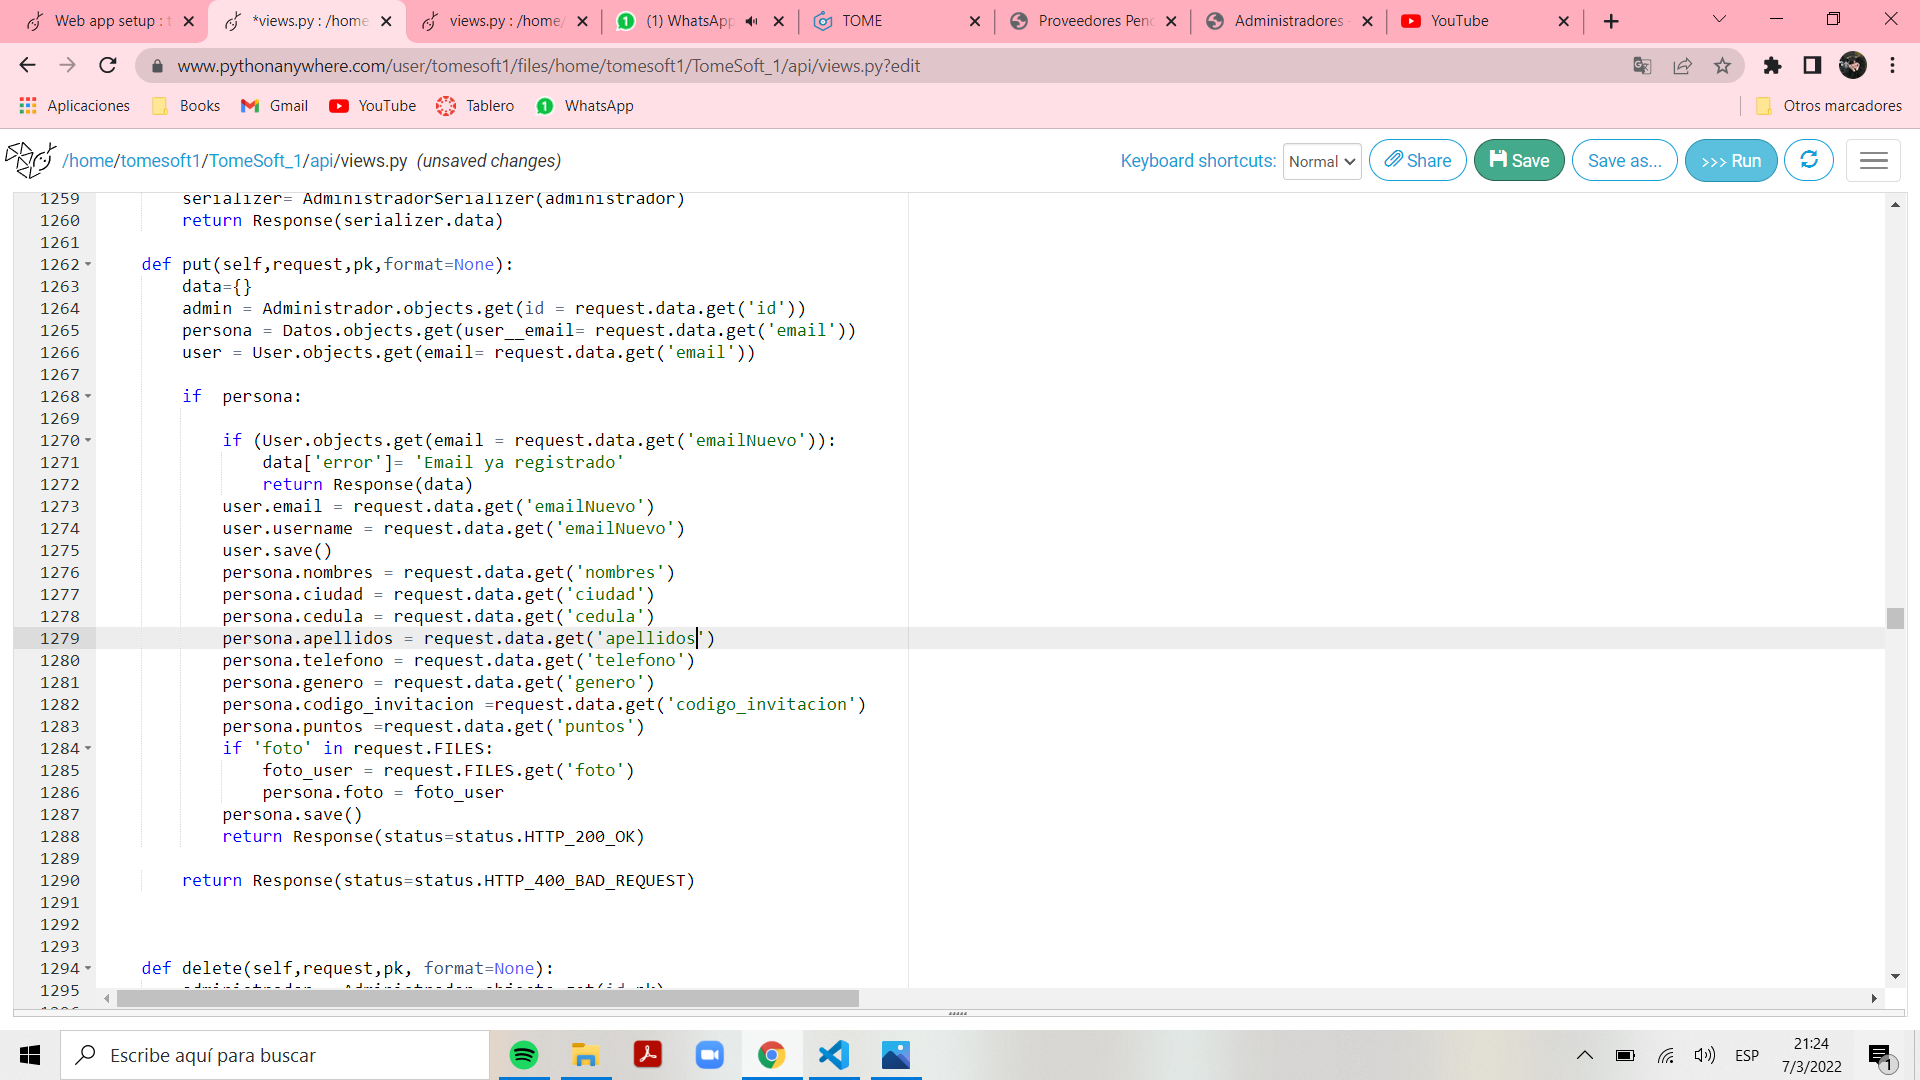 Web app setup : t
*views.py : /home
views.py : /home/
(1) WhatsApp
TOME
Proveedores Penc
Administradores -
YouTube
www.pythonanywhere.com/user/tomesoft1/files/home/tomesoft1/TomeSoft_1/api/views.py?edit
Aplicaciones
Books
Gmail
YouTube
Tablero
WhatsApp
Otros marcadores
/home/tomesoft1/TomeSoft_1/api/views.py (unsaved changes)
Keyboard shortcuts: Normal
Share
Save
Save as...
>>> Run
1259 serializer= AdministradorSerializer(administrador)
1260 return Response(serializer.data)
1261
1262 def put(self,request,pk,format=None):
1263 data={}
1264 admin = Administrador.objects.get(id = request.data.get('id'))
1265 persona = Datos.objects.get(user__email= request.data.get('email'))
1266 user = User.objects.get(email= request.data.get('email'))
1267
1268 if  persona:
1269
1270 if (User.objects.get(email = request.data.get('emailNuevo')):
1271 data['error']= 'Email ya registrado'
1272 return Response(data)
1273 user.email = request.data.get('emailNuevo')
1274 user.username = request.data.get('emailNuevo')
1275 user.save()
1276 persona.nombres = request.data.get('nombres')
1277 persona.ciudad = request.data.get('ciudad')
1278 persona.cedula = request.data.get('cedula')
1279 persona.apellidos = request.data.get('apellidos')
1280 persona.telefono = request.data.get('telefono')
1281 persona.genero = request.data.get('genero')
1282 persona.codigo_invitacion =request.data.get('codigo_invitacion')
1283 persona.puntos =request.data.get('puntos')
1284 if 'foto' in request.FILES:
1285 foto_user = request.FILES.get('foto')
1286 persona.foto = foto_user
1287 persona.save()
1288 return Response(status=status.HTTP_200_OK)
1289
1290 return Response(status=status.HTTP_400_BAD_REQUEST)
1291
1292
1293
1294 def delete(self,request,pk, format=None):
1295
Escribe aquí para buscar
ESP
21:24
7/3/2022
1